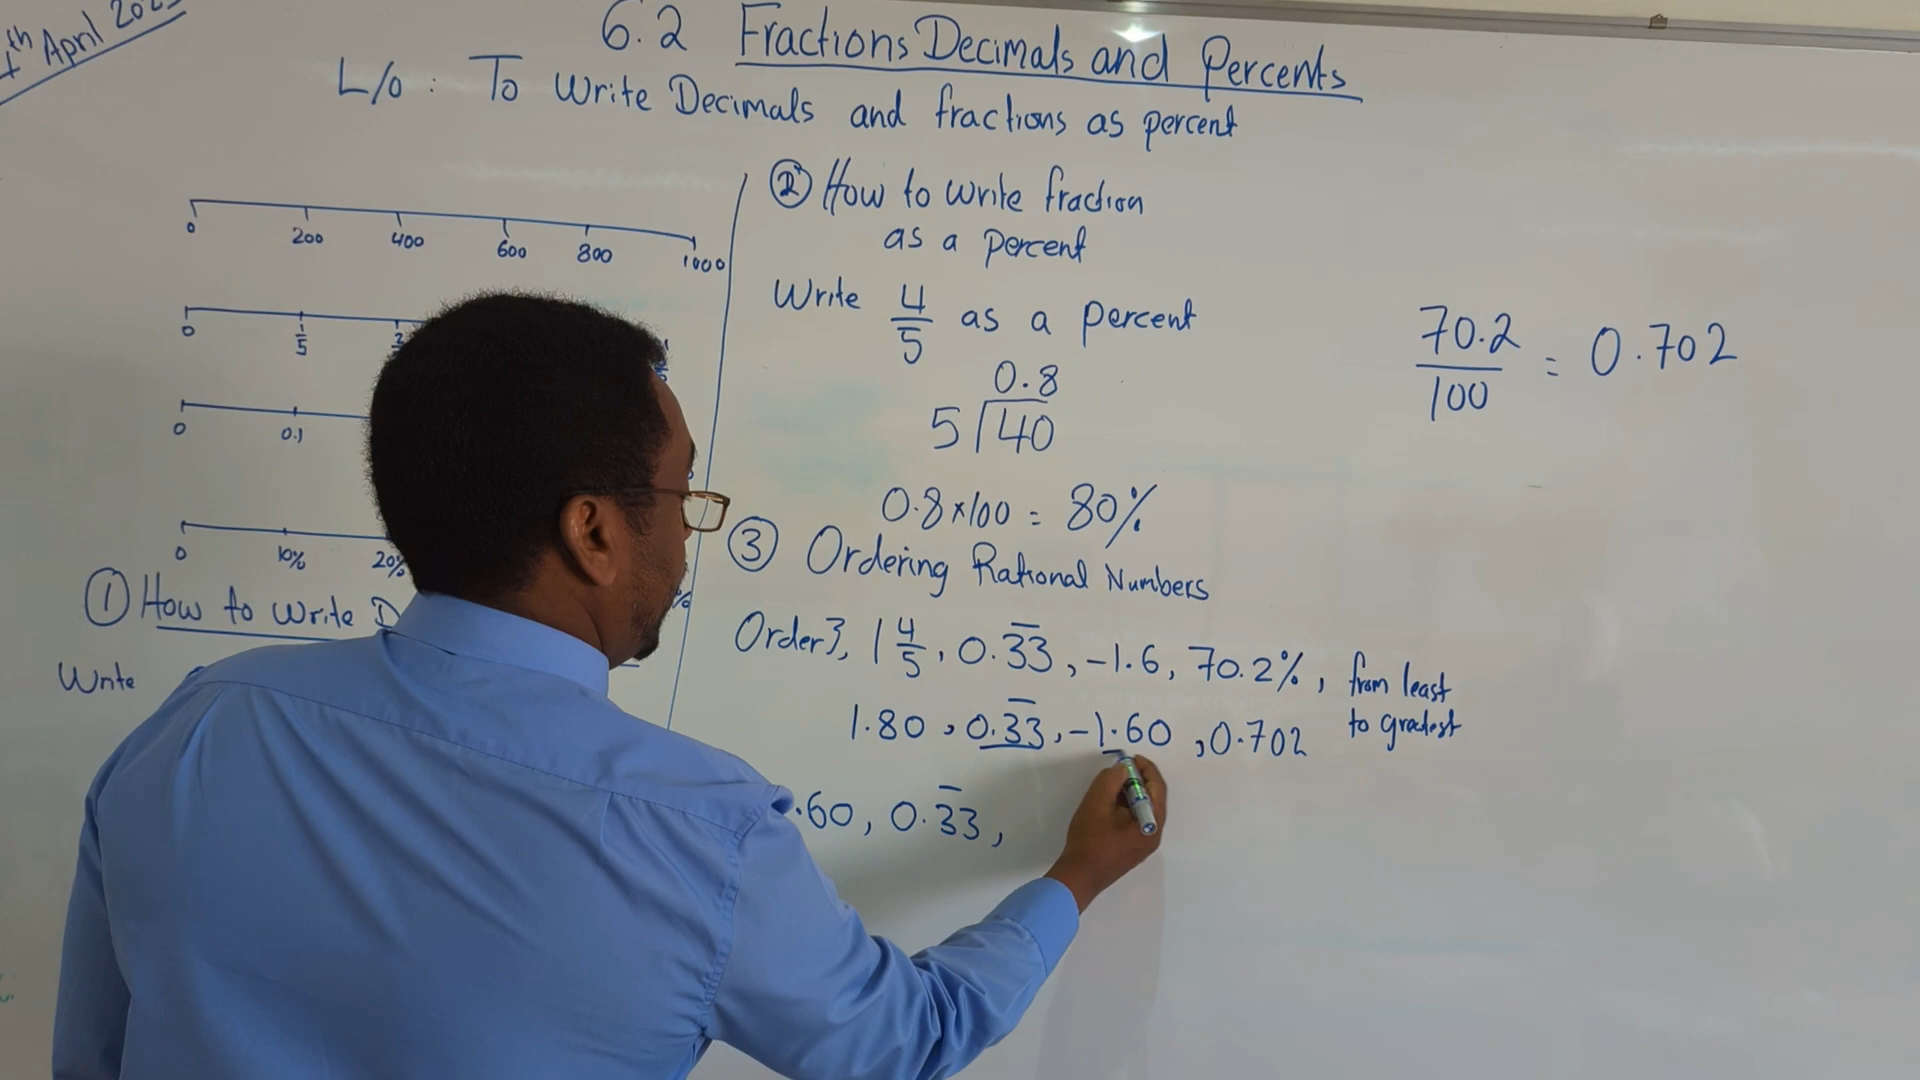 April
6.2 Fractions Decimals and Percents
L/o : To Write Decimals and fractions as percent
0 200 400 600 800 1000
0 1/5
0 0.1
0 10% 20%
① How to Write D
Write
② How to Write fraction
as a percent
Write 4/5 as a percent
0.8
5 40
0.8 × 100 = 80%
③ Ordering Rational Numbers
Order 3, 1 4/5, 0.3̅3̅, -1.6, 70.2%, from least
to greatest
1.80, 0.3̅3̅, -1.60, 0.702
.60, 0.3̅3,
70.2/100 = 0.702